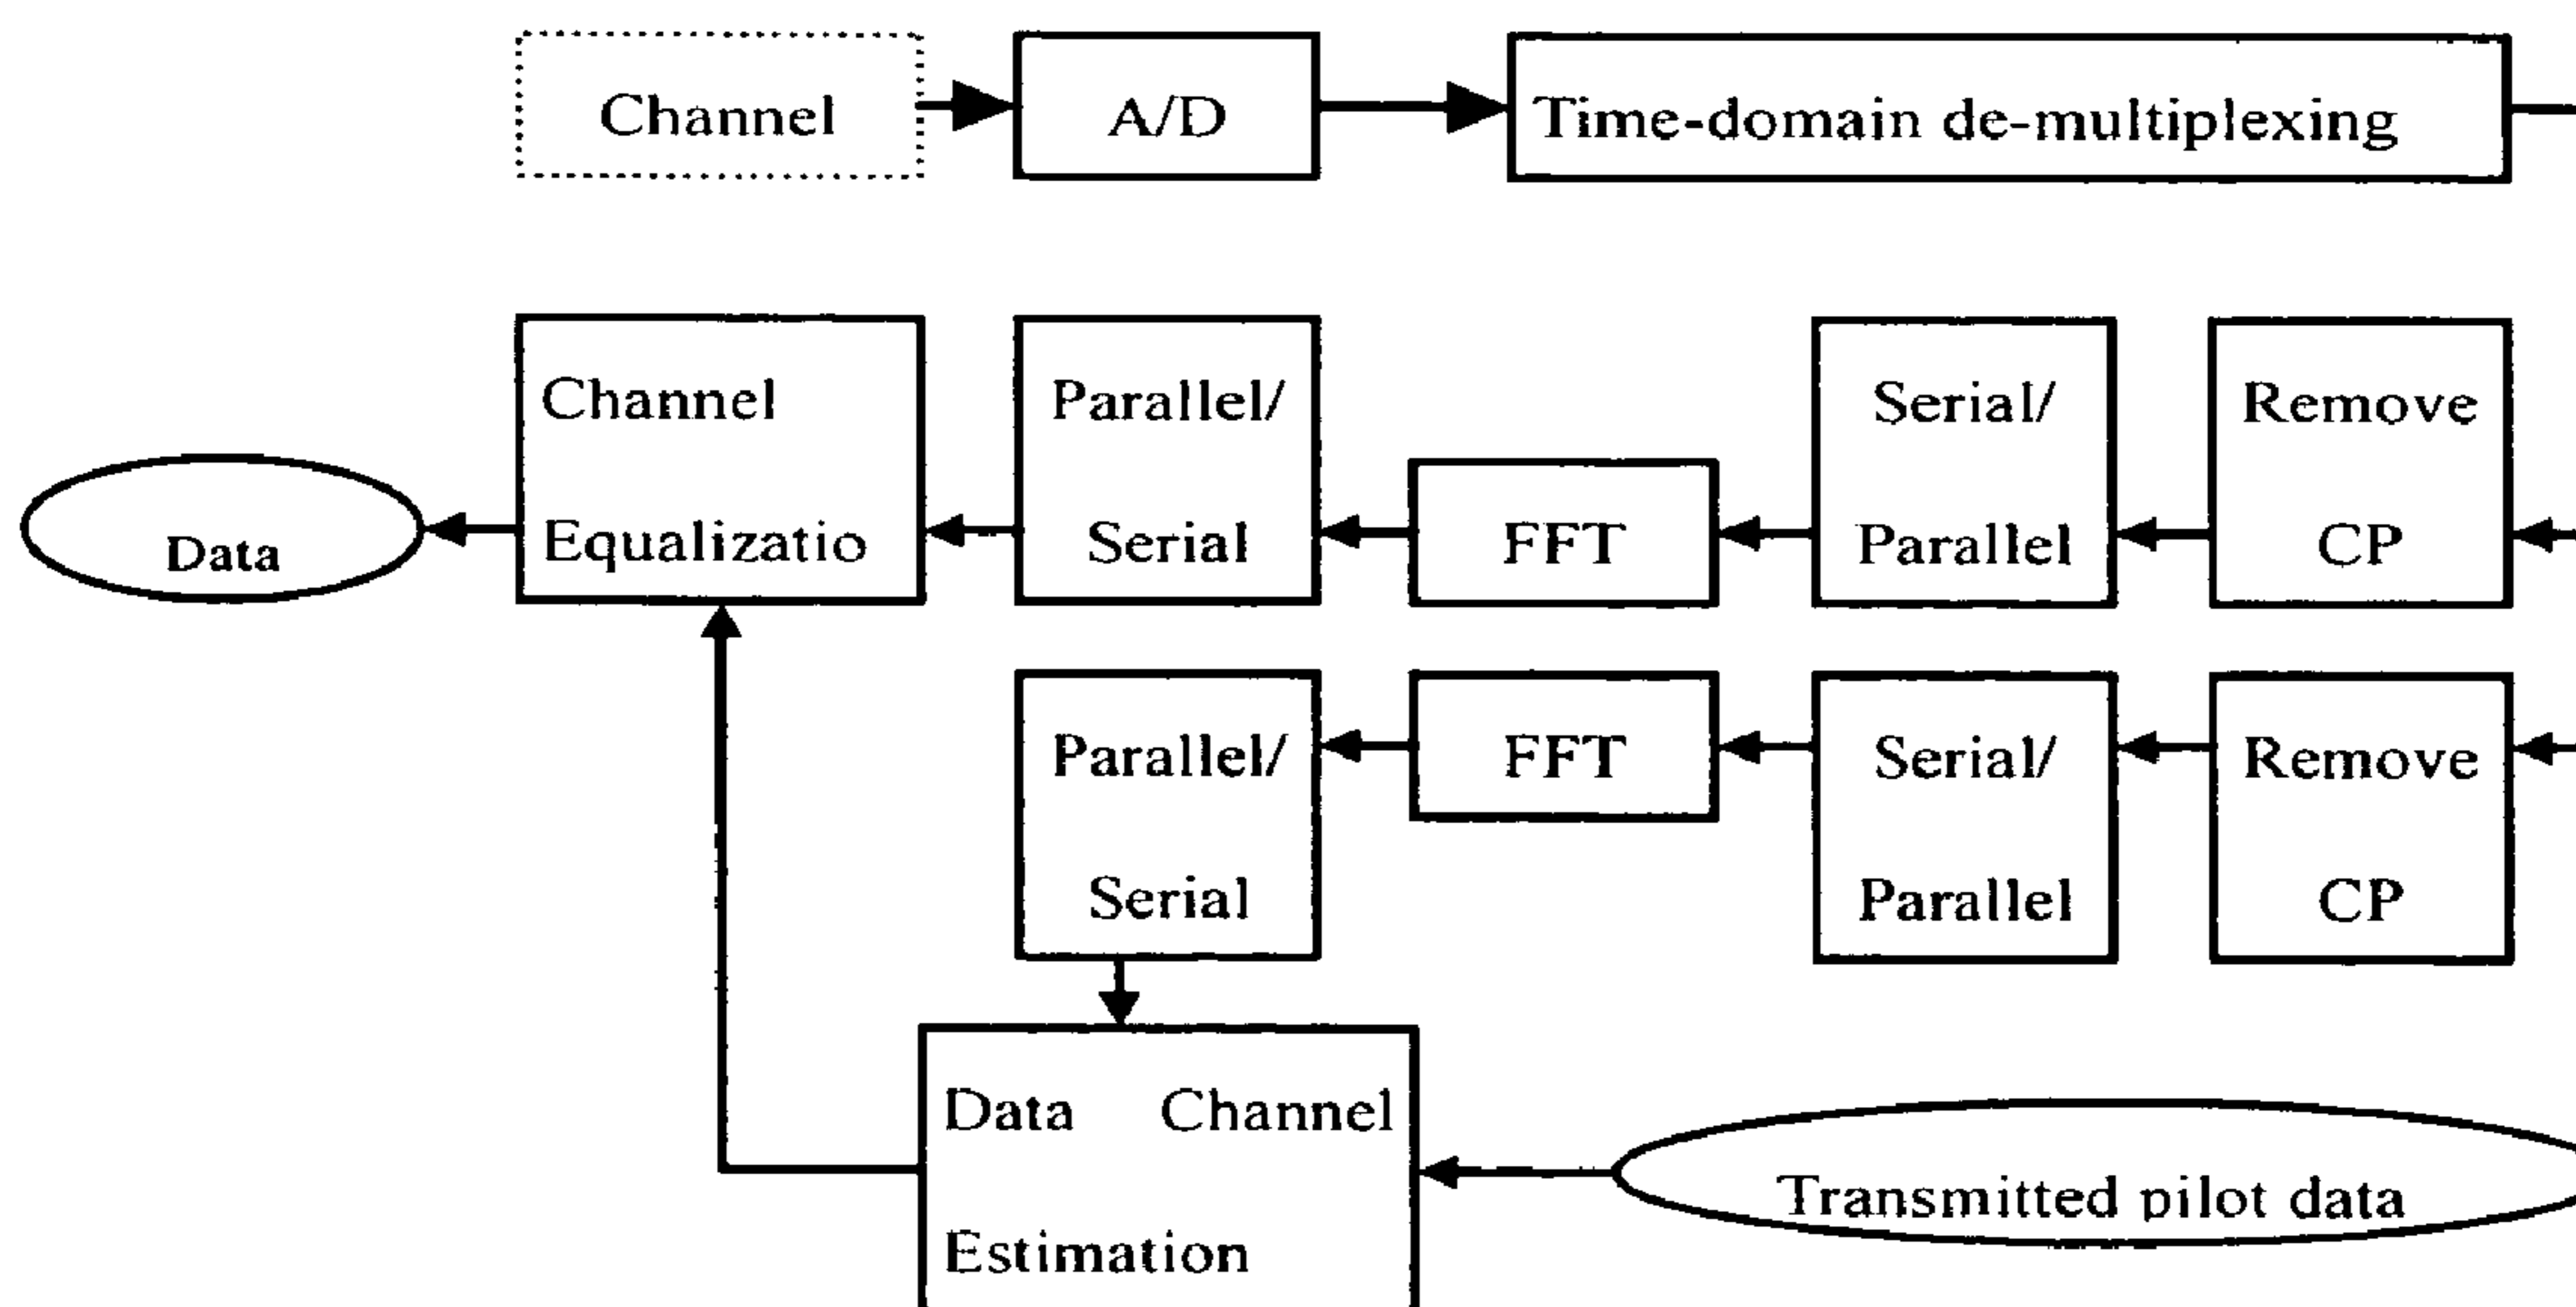 Channel
A/D
Time-domain de-multiplexing
Channel
Equalizatio
Parallel/
Serial
FFT
Serial/
Parallel
Remove
CP
Data
Parallel/
Serial
FFT
Serial/
Parallel
Remove
CP
Data Channel
Estimation
Transmitted pilot data